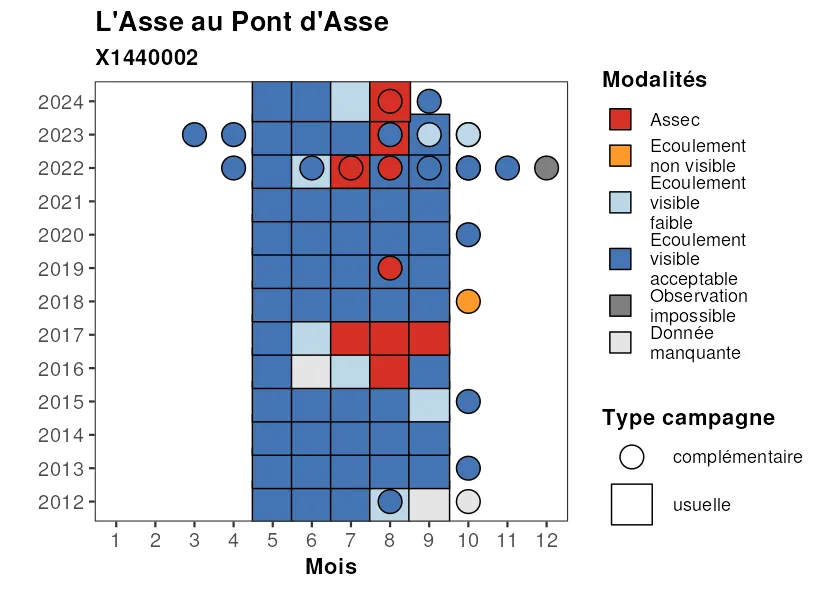 L'Asse au Pont d'Asse
X1440002
2024
2023
2022
2021
2020
2019
2018
2017
2016
2015
2014
2013
2012
1 2 3 4 5 6 7 8 9 10 11 12
Mois
Modalités
Assec
Ecoulement
non visible
Ecoulement
visible
faible
Ecoulement
visible
acceptable
Observation
impossible
Donnée
manquante
Type campagne
complémentaire
usuelle